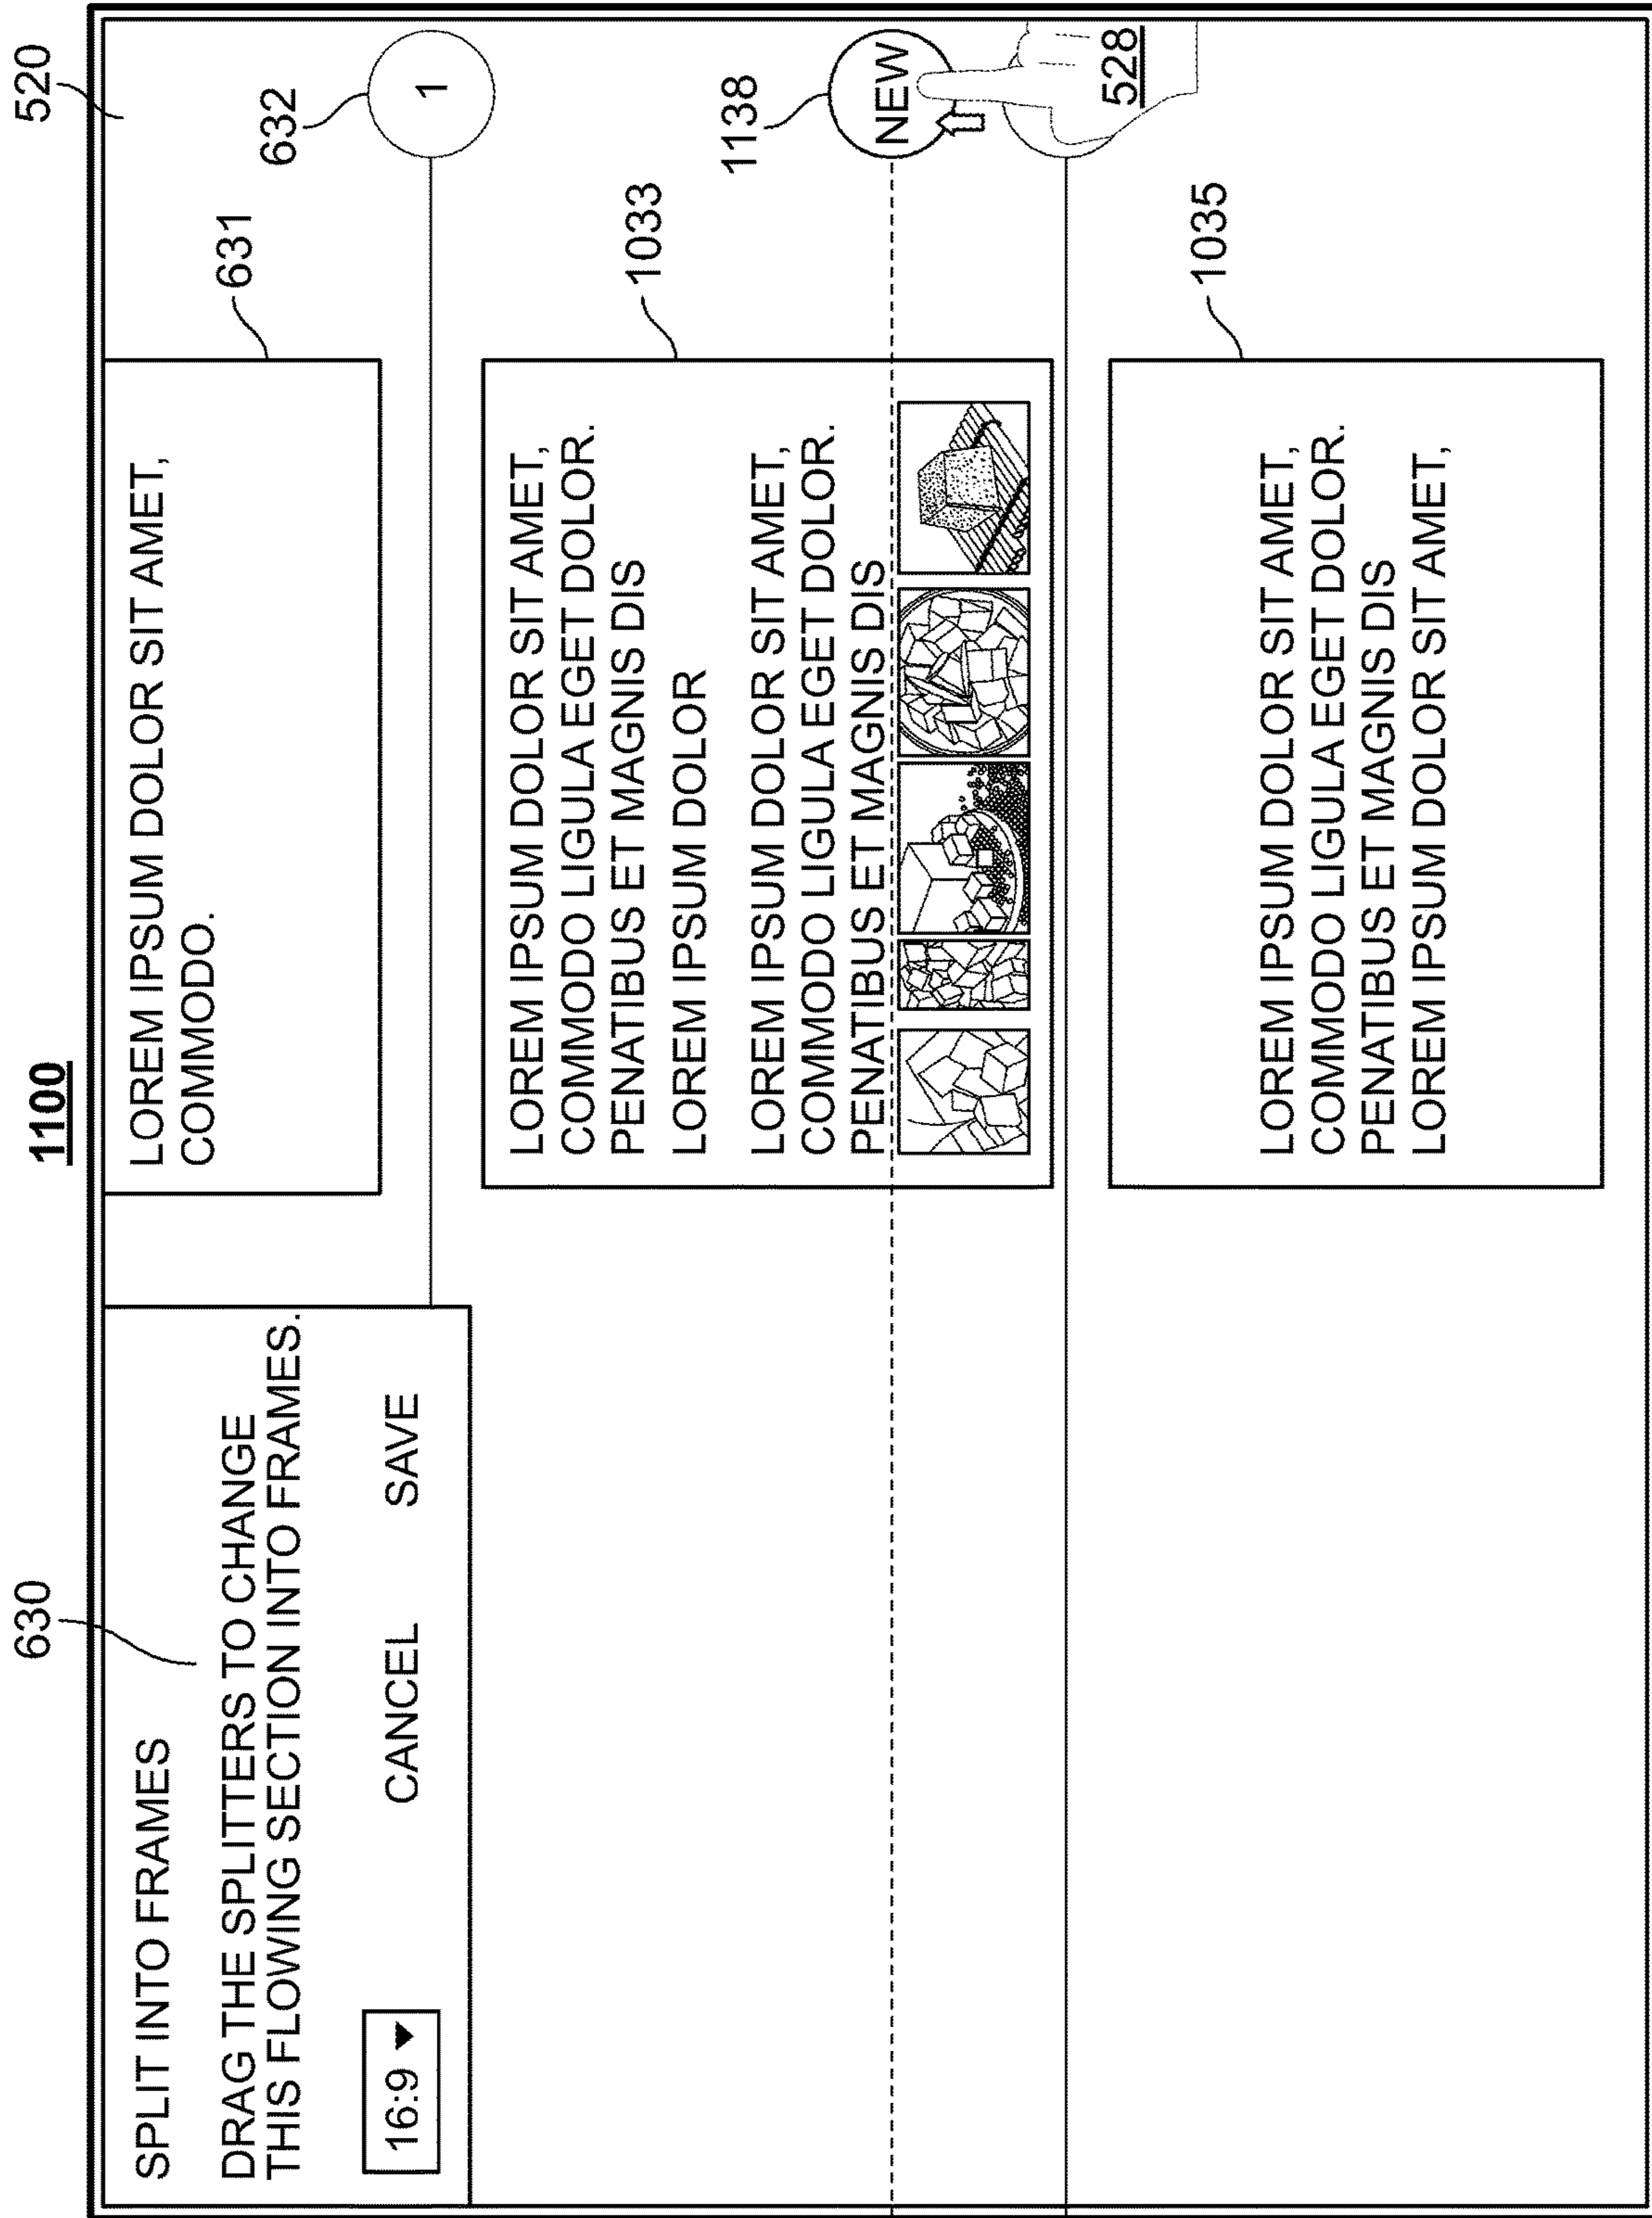 1100
520
630
SPLIT INTO FRAMES
DRAG THE SPLITTERS TO CHANGE
THIS FLOWING SECTION INTO FRAMES.
16:9
CANCEL
SAVE
LOREM IPSUM DOLOR SIT AMET,
COMMODO.
631
632
1
LOREM IPSUM DOLOR SIT AMET,
COMMODO LIGULA EGET DOLOR.
PENATIBUS ET MAGNIS DIS
LOREM IPSUM DOLOR
LOREM IPSUM DOLOR SIT AMET,
COMMODO LIGULA EGET DOLOR.
PENATIBUS ET MAGNIS DIS
1033
1138
NEW
528
LOREM IPSUM DOLOR SIT AMET,
COMMODO LIGULA EGET DOLOR.
PENATIBUS ET MAGNIS DIS
LOREM IPSUM DOLOR SIT AMET,
1035